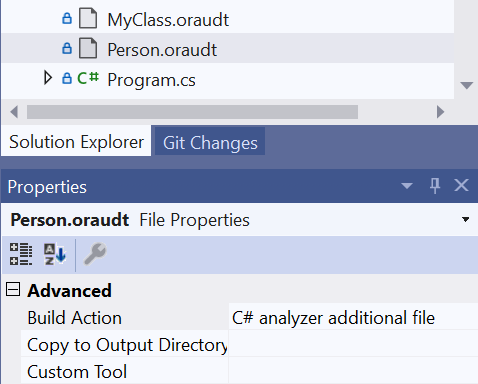 MyClass.oraudt
Person.oraudt
C# Program.cs
Solution Explorer Git Changes
Properties
Person.oraudt File Properties
A Z
Advanced
Build Action C# analyzer additional file
Copy to Output Directory
Custom Tool